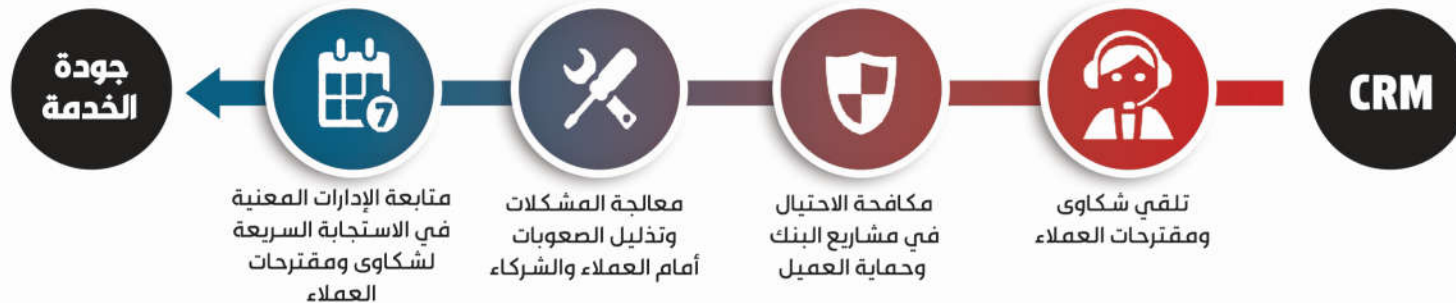 CRM
تلقي شكاوى
ومقترحات العملاء
مكافحة الاحتيال
في مشاريع البنك
وحماية العميل
معالجة المشكلات
وتذليل الصعوبات
أمام العملاء والشركاء
7
متابعة الإدارات المعنية
في الاستجابة السريعة
لشكاوى ومقترحات
العملاء
جودة
الخدمة